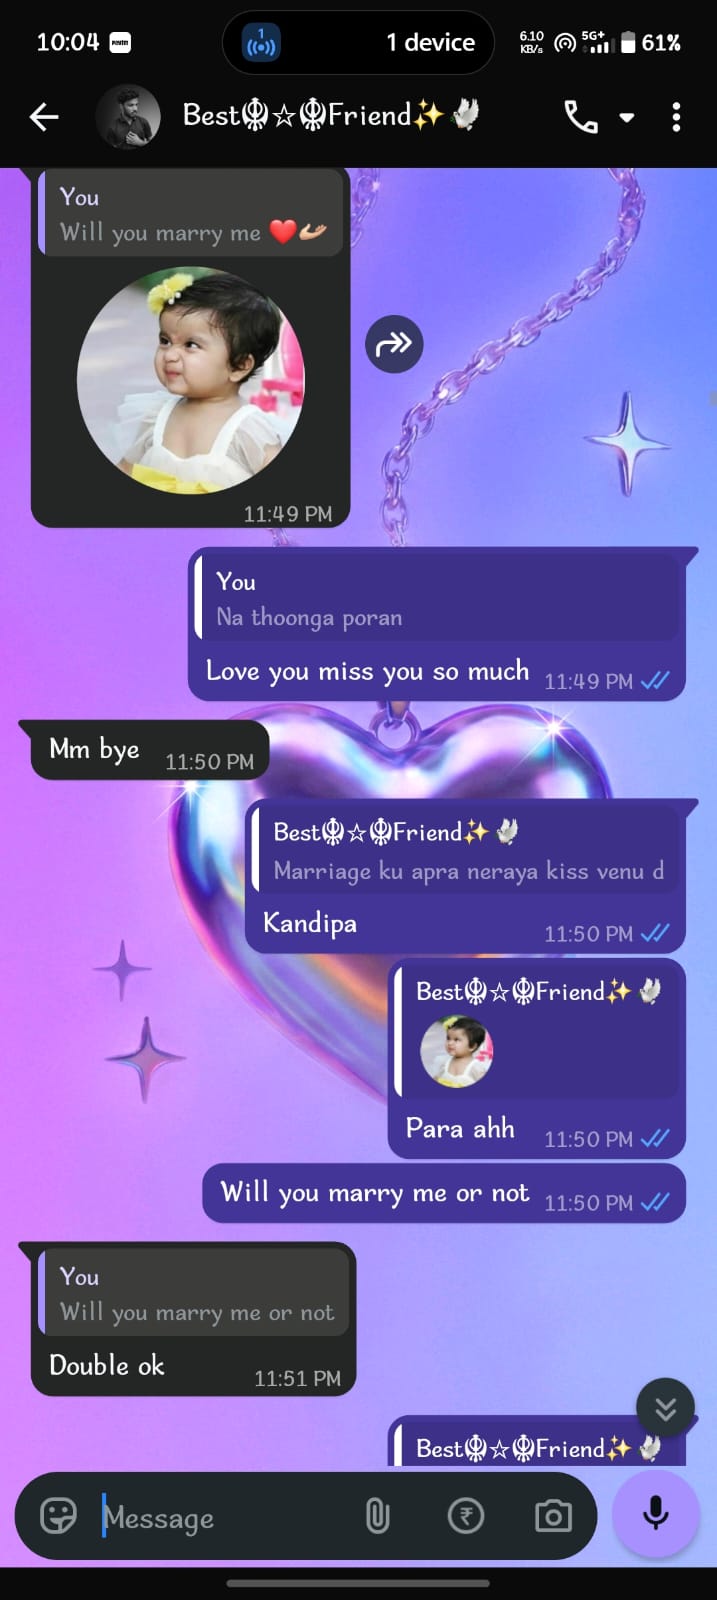 10:04
paytm
1
1 device
6.10
KB/s
5G+
61%
Best🪯☆🪯Friend✨🕊️
You
Will you marry me ❤️🫴🏼
11:49 PM
You
Na thoonga poran
Love you miss you so much 11:49 PM
Mm bye 11:50 PM
Best🪯☆🪯Friend✨🕊️
Marriage ku apra neraya kiss venu d
Kandipa 11:50 PM
Best🪯☆🪯Friend✨🕊️
Para ahh 11:50 PM
Will you marry me or not 11:50 PM
You
Will you marry me or not
Double ok 11:51 PM
Best🪯☆🪯Friend✨🕊️
Message
₹